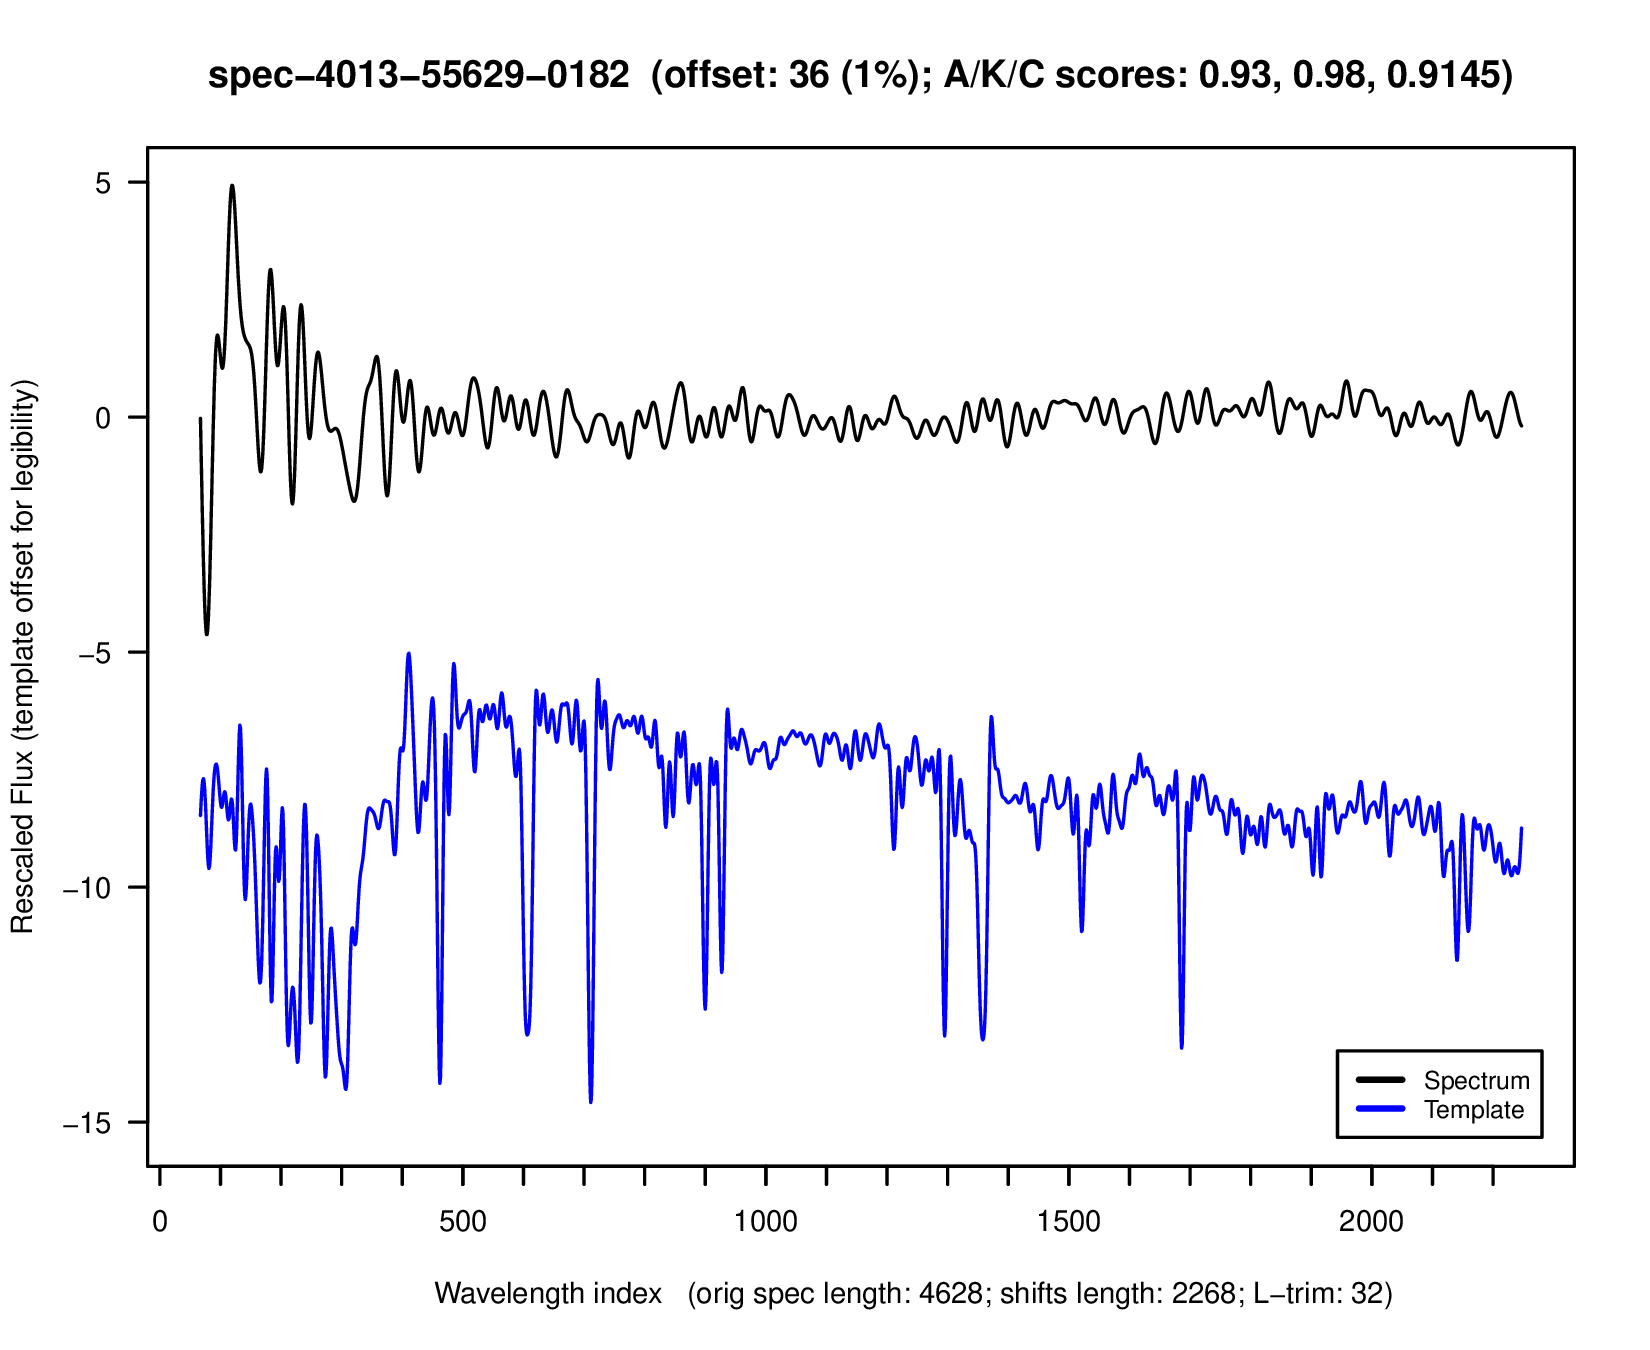 spec−4013−55629−0182 (offset: 36 (1%); A/K/C scores: 0.93, 0.98, 0.9145)
Rescaled Flux (template offset for legibility)
5
0
−5
−10
−15
Spectrum
Template
0 500 1000 1500 2000
Wavelength index (orig spec length: 4628; shifts length: 2268; L−trim: 32)